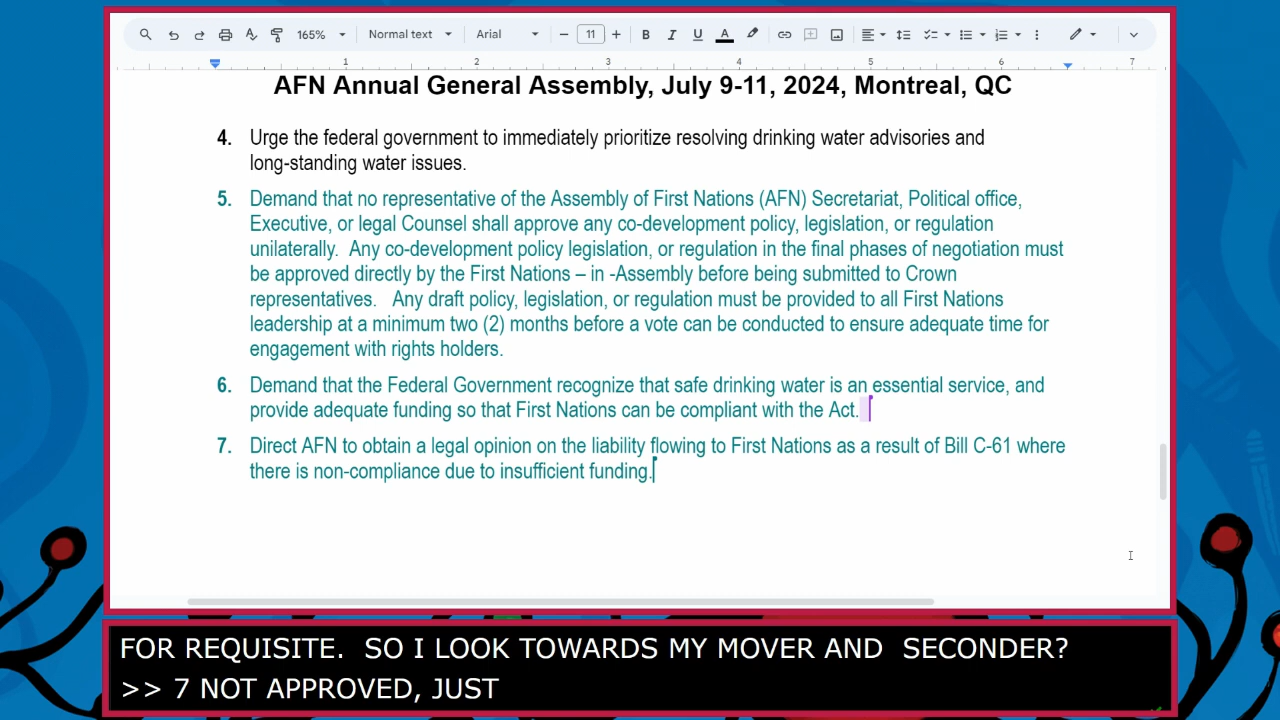 165%
Normal text
Arial
11
B I U A
1 2 3 4 5 6 7
AFN Annual General Assembly, July 9-11, 2024, Montreal, QC
4. Urge the federal government to immediately prioritize resolving drinking water advisories and
long-standing water issues.
5. Demand that no representative of the Assembly of First Nations (AFN) Secretariat, Political office,
Executive, or legal Counsel shall approve any co-development policy, legislation, or regulation
unilaterally.  Any co-development policy legislation, or regulation in the final phases of negotiation must
be approved directly by the First Nations – in -Assembly before being submitted to Crown
representatives.   Any draft policy, legislation, or regulation must be provided to all First Nations
leadership at a minimum two (2) months before a vote can be conducted to ensure adequate time for
engagement with rights holders.
6. Demand that the Federal Government recognize that safe drinking water is an essential service, and
provide adequate funding so that First Nations can be compliant with the Act.
7. Direct AFN to obtain a legal opinion on the liability flowing to First Nations as a result of Bill C-61 where
there is non-compliance due to insufficient funding.
FOR REQUISITE.  SO I LOOK TOWARDS MY MOVER AND  SECONDER?
>> 7 NOT APPROVED, JUST